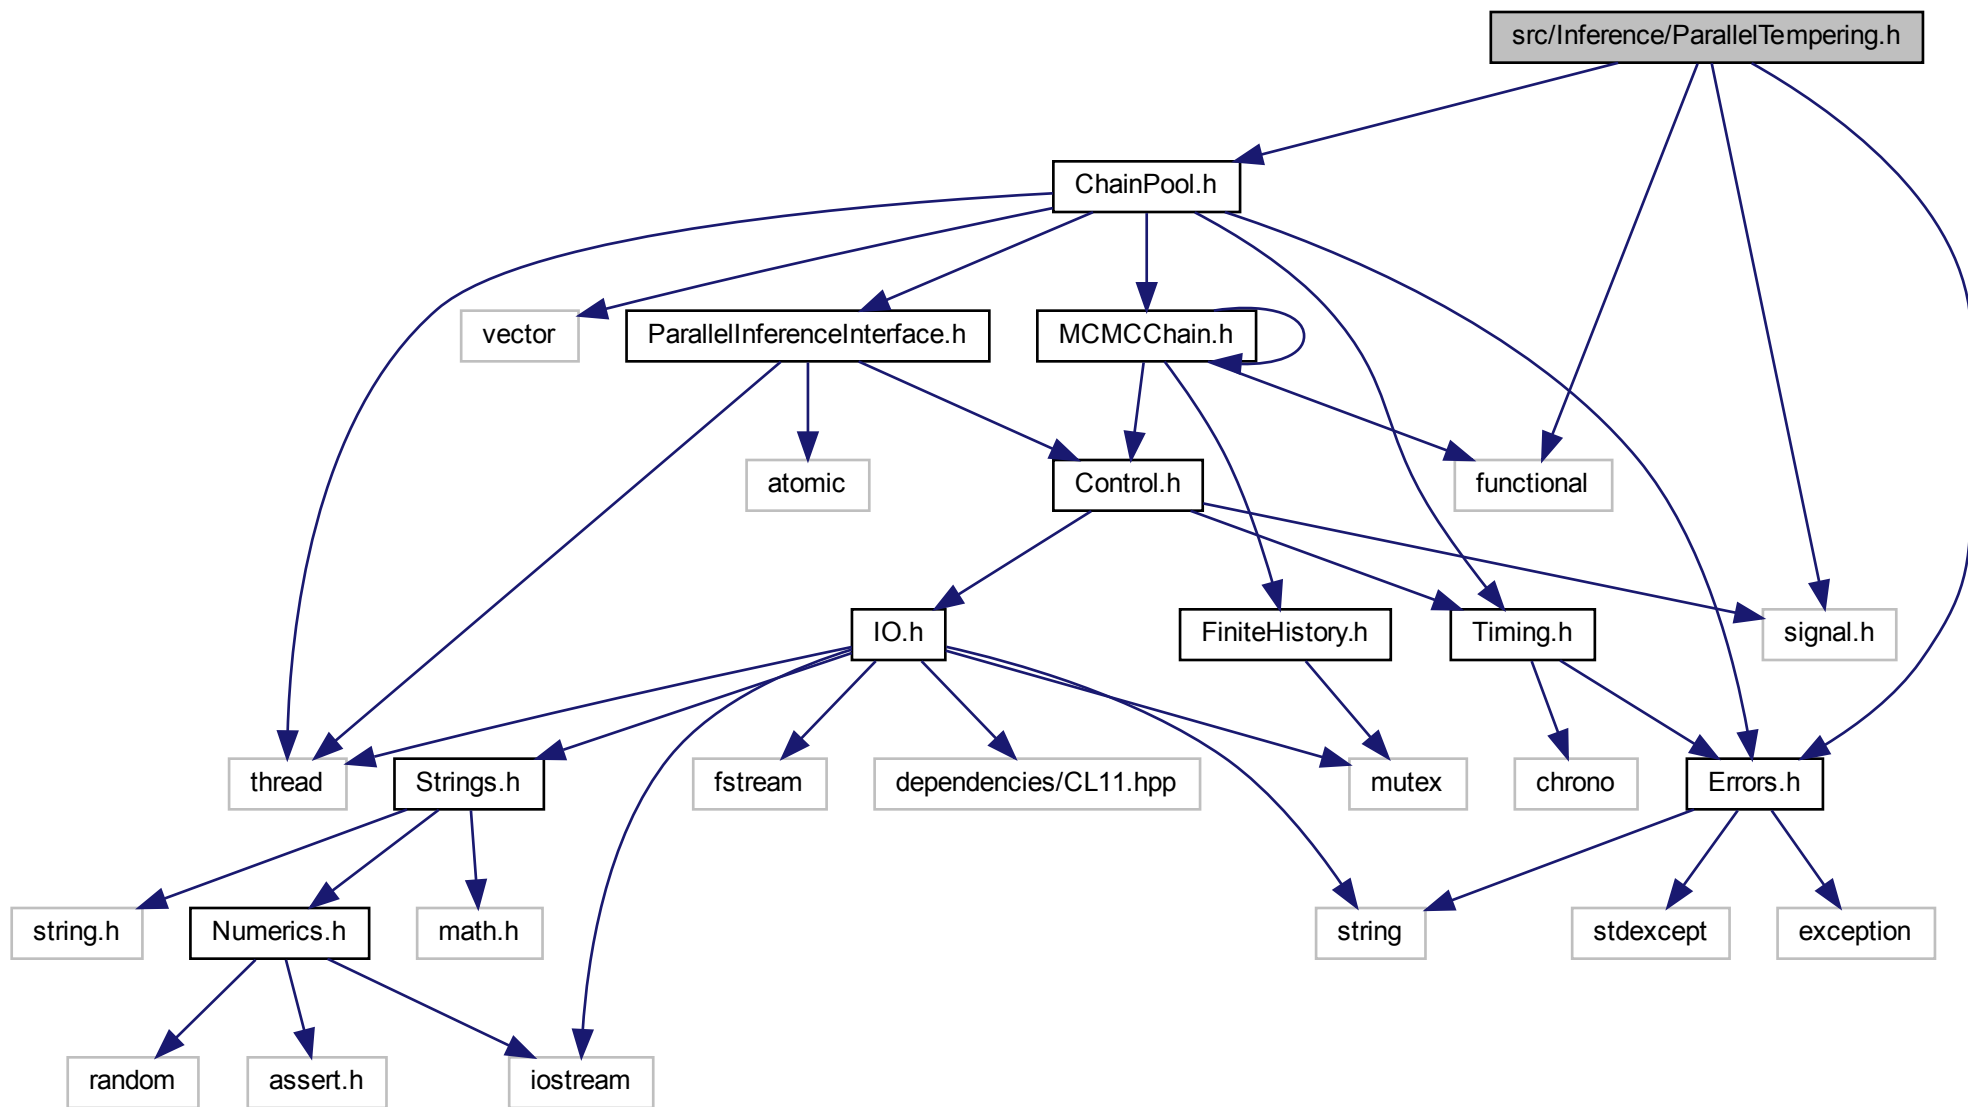 src/Inference/ParallelTempering.h
ChainPool.h
vector
ParallelInferenceInterface.h
MCMCChain.h
atomic
Control.h
functional
IO.h
FiniteHistory.h
Timing.h
signal.h
thread
Strings.h
fstream
dependencies/CL11.hpp
mutex
chrono
Errors.h
string.h
Numerics.h
math.h
string
stdexcept
exception
random
assert.h
iostream